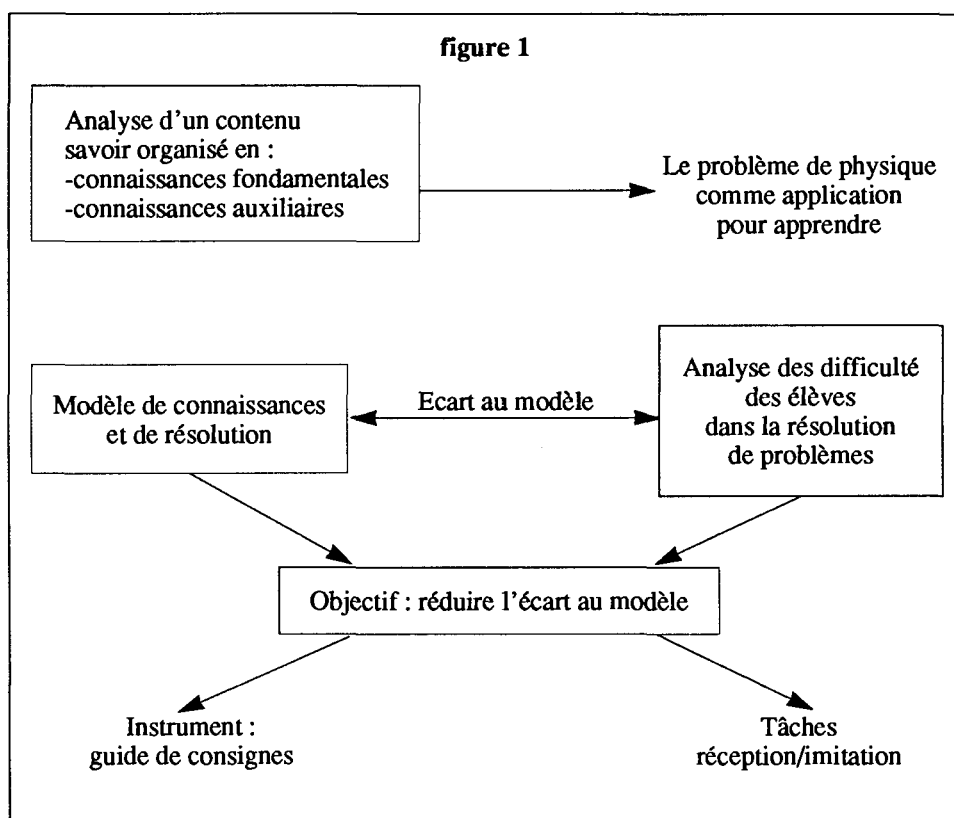 figure 1
Analyse d'un contenu
savoir organisé en :
-connaissances fondamentales
-connaissances auxiliaires
Le problème de physique
comme application
pour apprendre
Modèle de connaissances
et de résolution
Ecart au modèle
Analyse des difficulté
des élèves
dans la résolution
de problèmes
Objectif : réduire l'écart au modèle
Instrument :
guide de consignes
Tâches
réception/imitation